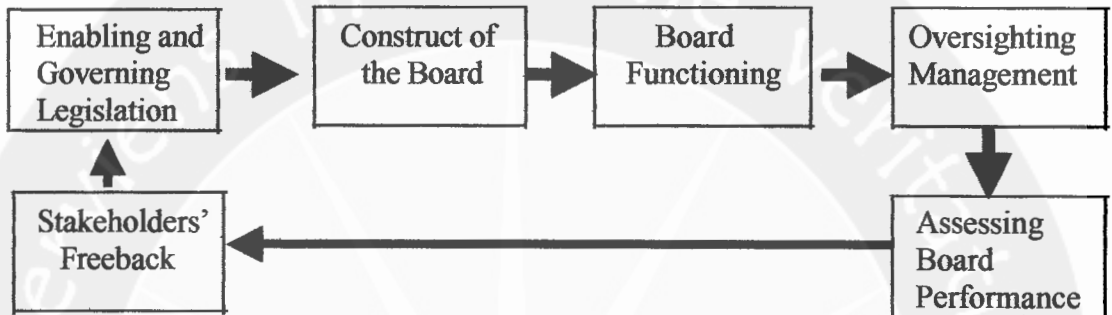 Enabling and
Governing
Legislation
Construct of
the Board
Board
Functioning
Oversighting
Management
Stakeholders'
Freeback
Assessing
Board
Performance